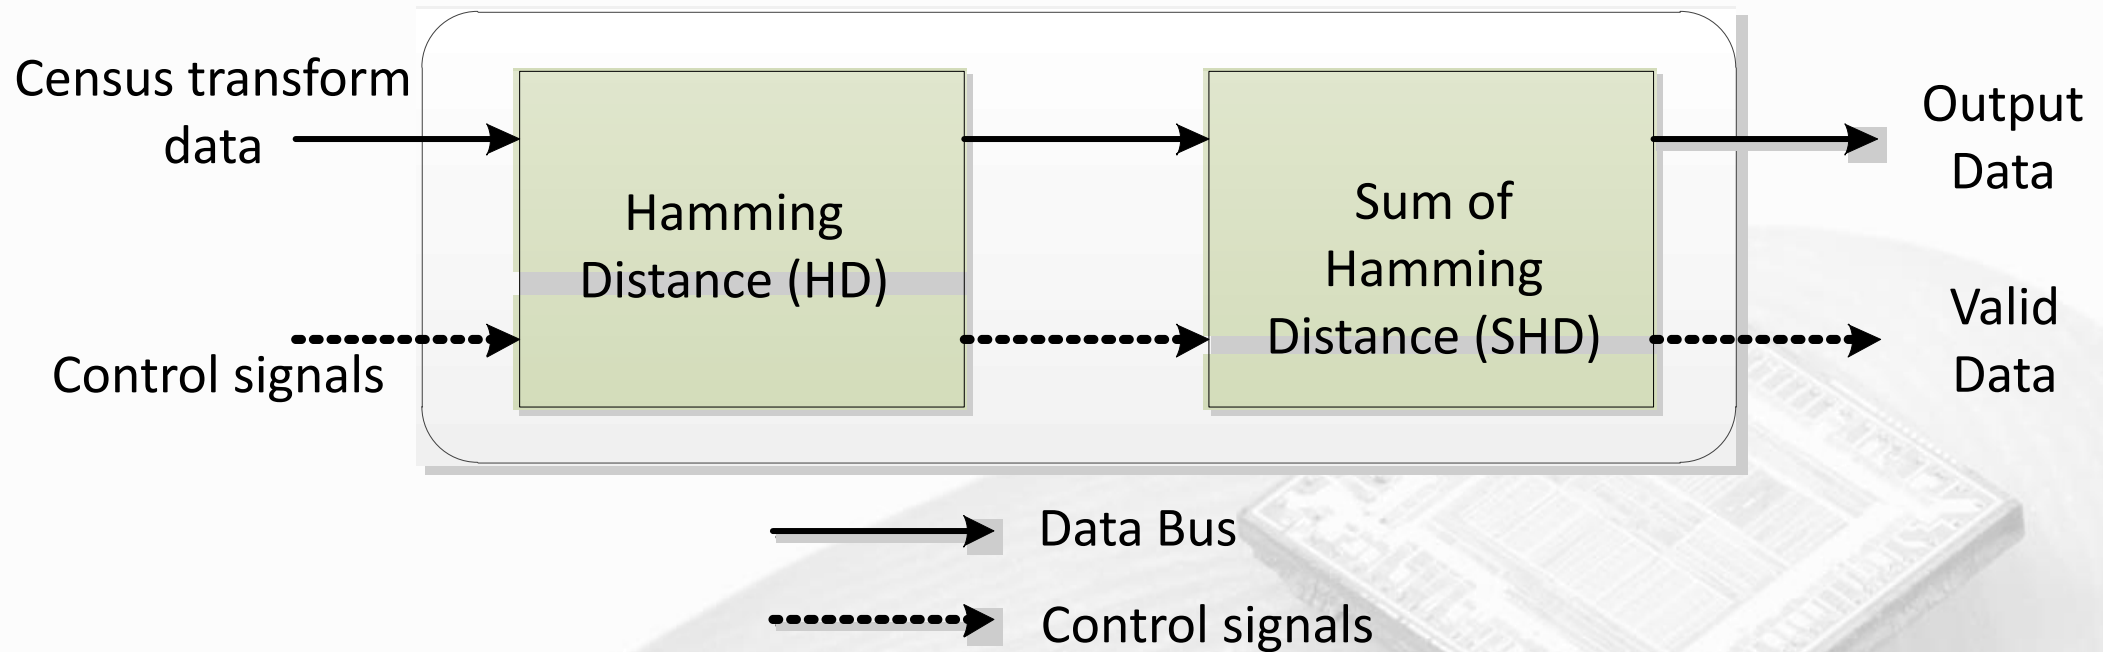 Census transform
data
Control signals
Hamming
Distance (HD)
Sum of
Hamming
Distance (SHD)
Output
Data
Valid
Data
Data Bus
Control signals